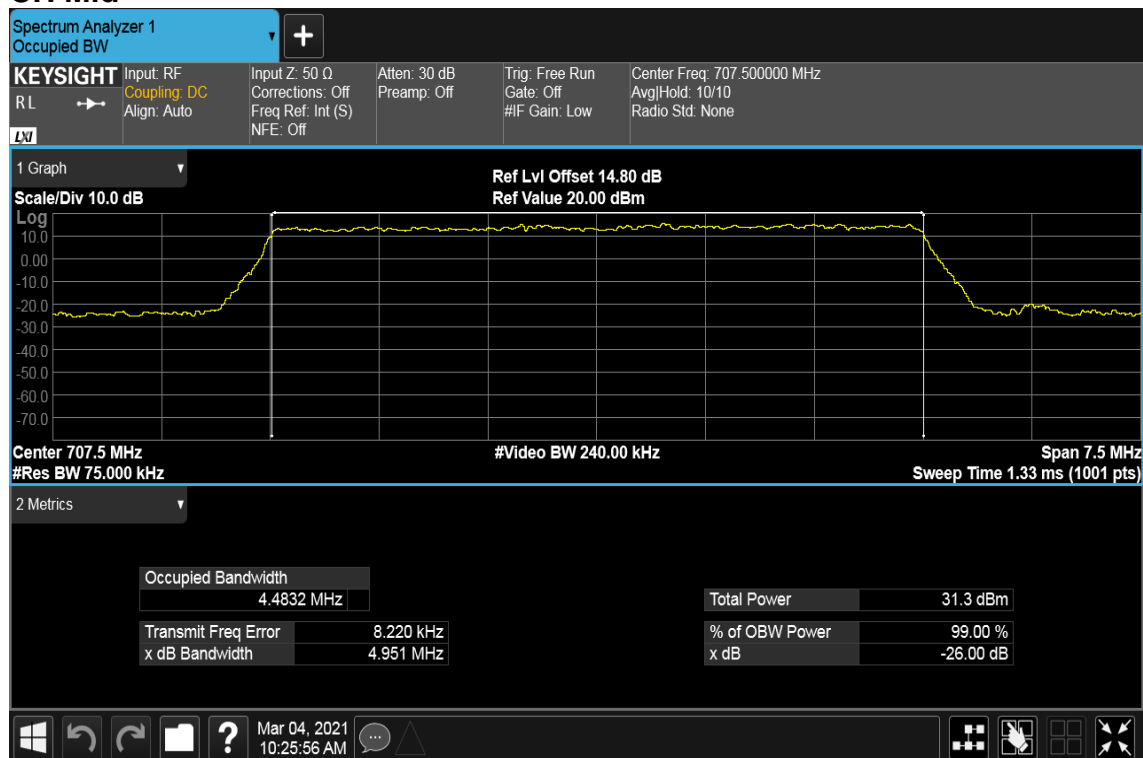 Spectrum Analyzer 1
Occupied BW
KEYSIGHT
RL
LXI
Input: RF
Coupling: DC
Align: Auto
Input Z: 50 Ω
Corrections: Off
Freq Ref: Int (S)
NFE: Off
Atten: 30 dB
Preamp: Off
Trig: Free Run
Gate: Off
#IF Gain: Low
Center Freq: 707.500000 MHz
Avg|Hold: 10/10
Radio Std: None
1 Graph
Scale/Div 10.0 dB
Ref Lvl Offset 14.80 dB
Ref Value 20.00 dBm
Log
10.0
0.00
-10.0
-20.0
-30.0
-40.0
-50.0
-60.0
-70.0
Center 707.5 MHz
#Video BW 240.00 kHz
Span 7.5 MHz
#Res BW 75.000 kHz
Sweep Time 1.33 ms (1001 pts)
2 Metrics
Occupied Bandwidth
4.4832 MHz
Total Power 31.3 dBm
Transmit Freq Error 8.220 kHz
% of OBW Power 99.00 %
x dB Bandwidth 4.951 MHz
x dB -26.00 dB
?
Mar 04, 2021
10:25:56 AM